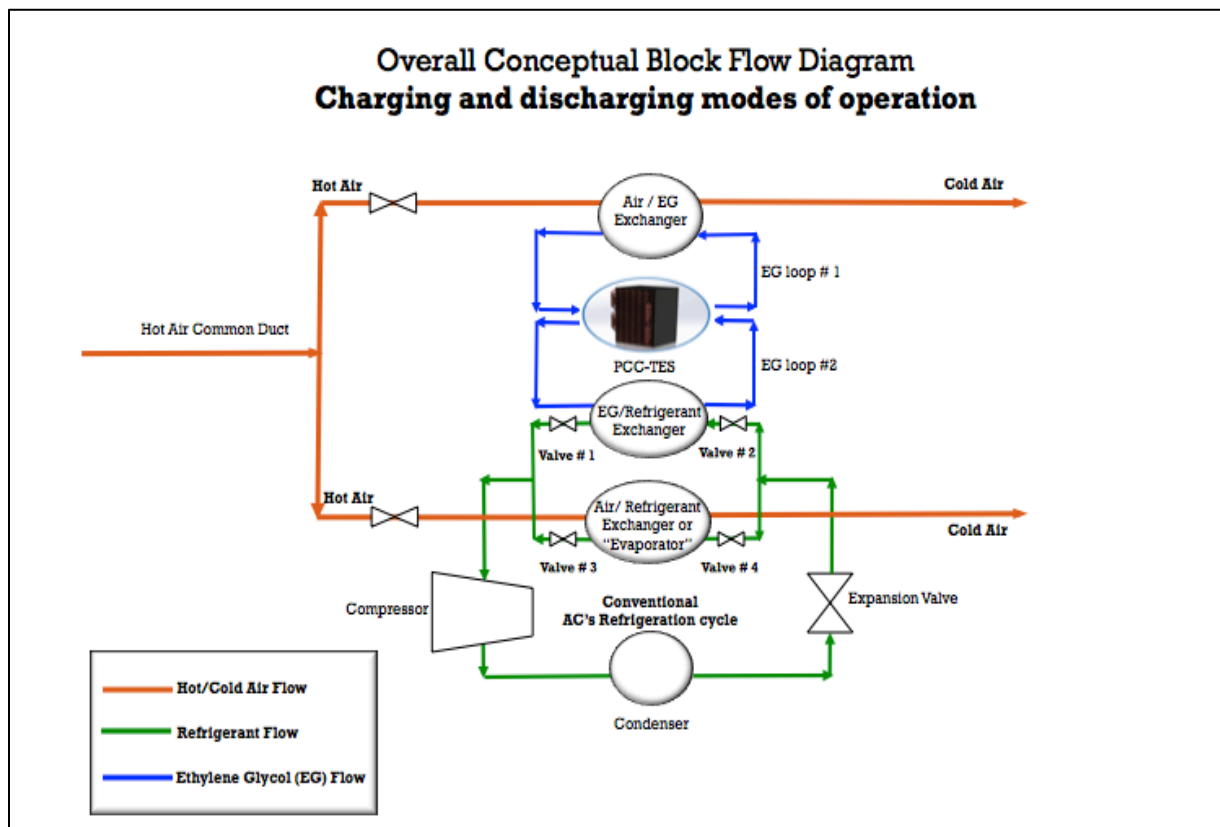 Overall Conceptual Block Flow Diagram
Charging and discharging modes of operation
Hot Air
Cold Air
Air / EG
Exchanger
EG loop # 1
Hot Air Common Duct
PCC-TES
EG loop #2
EG/Refrigerant
Exchanger
Valve # 1
Valve # 2
Hot Air
Air/ Refrigerant
Exchanger or
"Evaporator"
Cold Air
Valve # 3
Valve # 4
Compressor
Conventional
AC's Refrigeration cycle
Expansion Valve
Condenser
Hot/Cold Air Flow
Refrigerant Flow
Ethylene Glycol (EG) Flow